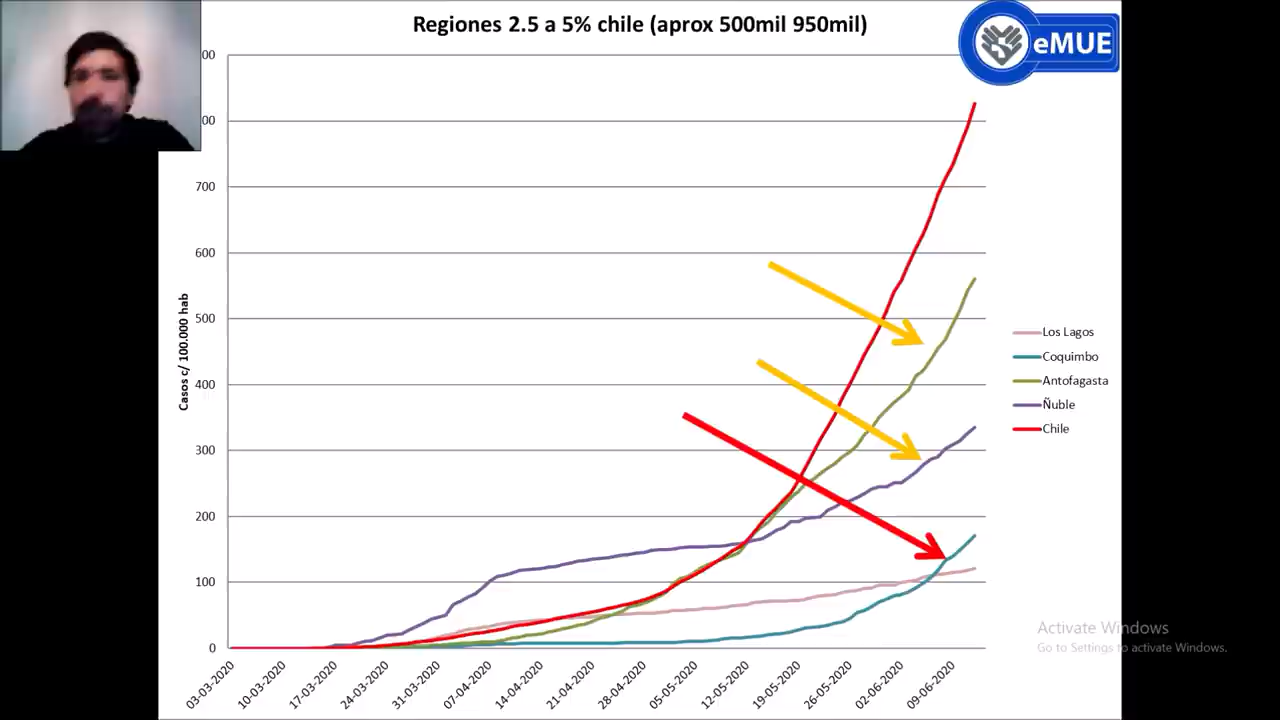 Regiones 2.5 a 5% chile (aprox 500mil 950mil)
eMUE
00
00
700
600
500
400
300
200
100
0
Casos c/ 100.000 hab
Los Lagos
Coquimbo
Antofagasta
Ñuble
Chile
03-03-2020
10-03-2020
17-03-2020
24-03-2020
31-03-2020
07-04-2020
14-04-2020
21-04-2020
28-04-2020
05-05-2020
12-05-2020
19-05-2020
26-05-2020
02-06-2020
09-06-2020
Activate Windows
Go to Settings to activate Windows.